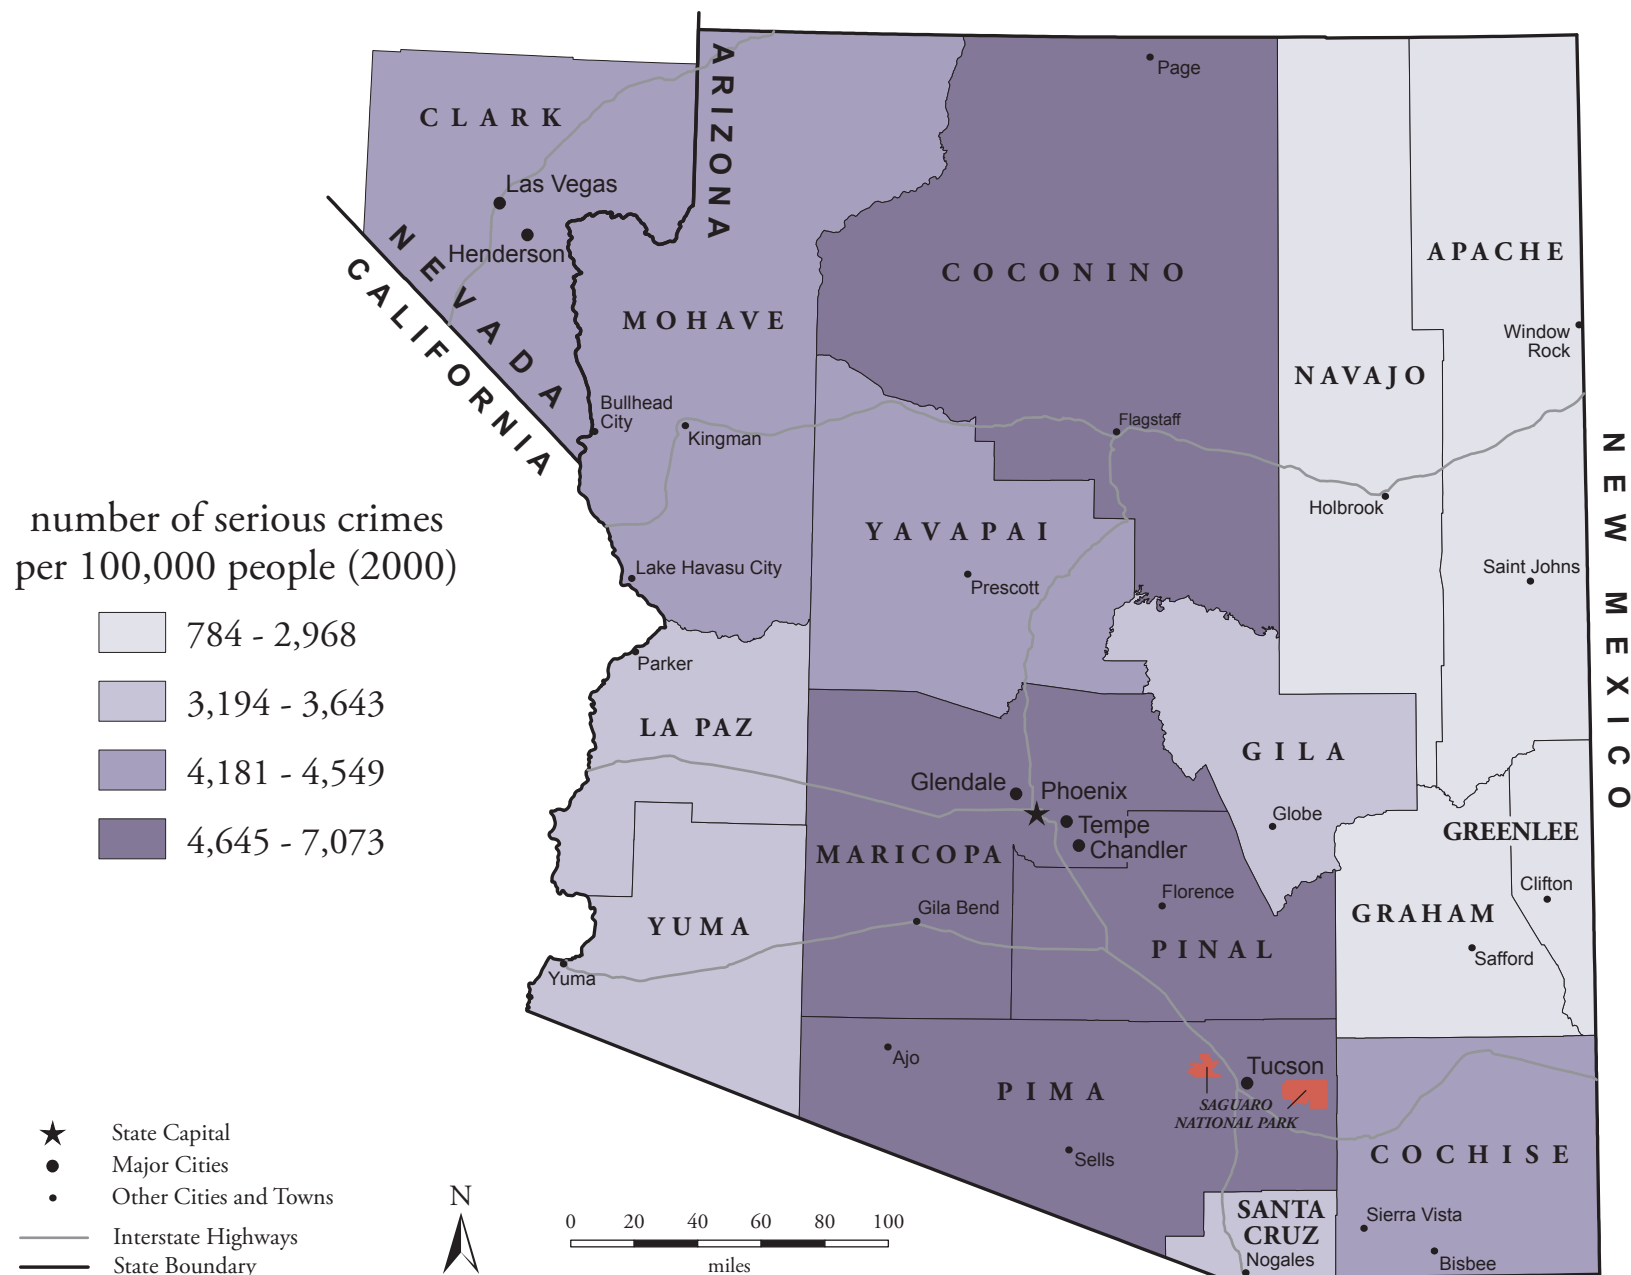 ARIZONA
Page
CLARK
Las Vegas
Henderson
NEVADA
CALIFORNIA
MOHAVE
COCONINO
APACHE
Window
Rock
NAVAJO
Bullhead
City
Kingman
Flagstaff
NEW MEXICO
Holbrook
number of serious crimes
per 100,000 people (2000)
784 - 2,968
3,194 - 3,643
4,181 - 4,549
4,645 - 7,073
YAVAPAI
Prescott
Lake Havasu City
Saint Johns
Parker
LA PAZ
GILA
Glendale
Phoenix
Tempe
Chandler
Globe
GREENLEE
MARICOPA
Clifton
Florence
Gila Bend
GRAHAM
YUMA
PINAL
Safford
Yuma
Ajo
PIMA
Tucson
SAGUARO
NATIONAL PARK
Sells
COCHISE
SANTA
CRUZ
Sierra Vista
Nogales
Bisbee
State Capital
Major Cities
Other Cities and Towns
Interstate Highways
State Boundary
N
0 20 40 60 80 100
miles